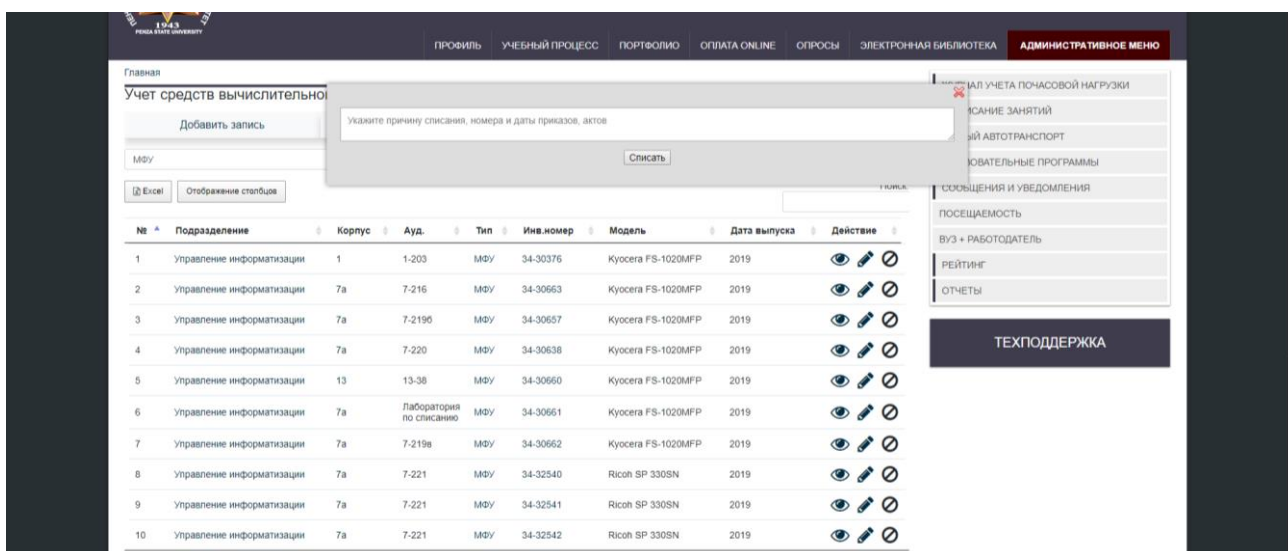 1943
PENZA STATE UNIVERSITY
ПРОФИЛЬ УЧЕБНЫЙ ПРОЦЕСС ПОРТФОЛИО ОПЛАТА ONLINE ОПРОСЫ ЭЛЕКТРОННАЯ БИБЛИОТЕКА АДМИНИСТРАТИВНОЕ МЕНЮ
Главная
Учет средств вычислительно
Добавить запись
МФУ
Excel Отображение столбцов
Укажите причину списания, номера и даты приказов, актов
Списать
Поиск
№ Подразделение Корпус Ауд. Тип Инв.номер Модель Дата выпуска Действие
1 Управление информатизации 1 1-203 МФУ 34-30376 Kyocera FS-1020MFP 2019
2 Управление информатизации 7а 7-216 МФУ 34-30663 Kyocera FS-1020MFP 2019
3 Управление информатизации 7а 7-219б МФУ 34-30657 Kyocera FS-1020MFP 2019
4 Управление информатизации 7а 7-220 МФУ 34-30638 Kyocera FS-1020MFP 2019
5 Управление информатизации 13 13-38 МФУ 34-30660 Kyocera FS-1020MFP 2019
6 Управление информатизации 7а Лаборатория по списанию МФУ 34-30661 Kyocera FS-1020MFP 2019
7 Управление информатизации 7а 7-219в МФУ 34-30662 Kyocera FS-1020MFP 2019
8 Управление информатизации 7а 7-221 МФУ 34-32540 Ricoh SP 330SN 2019
9 Управление информатизации 7а 7-221 МФУ 34-32541 Ricoh SP 330SN 2019
10 Управление информатизации 7а 7-221 МФУ 34-32542 Ricoh SP 330SN 2019
УЧЕТА ПОЧАСОВОЙ НАГРУЗКИ
ЗАНЯТИЙ
АВТОТРАНСПОРТ
ПРОГРАММЫ
СООБЩЕНИЯ И УВЕДОМЛЕНИЯ
ПОСЕЩАЕМОСТЬ
ВУЗ + РАБОТОДАТЕЛЬ
РЕЙТИНГ
ОТЧЕТЫ
ТЕХПОДДЕРЖКА